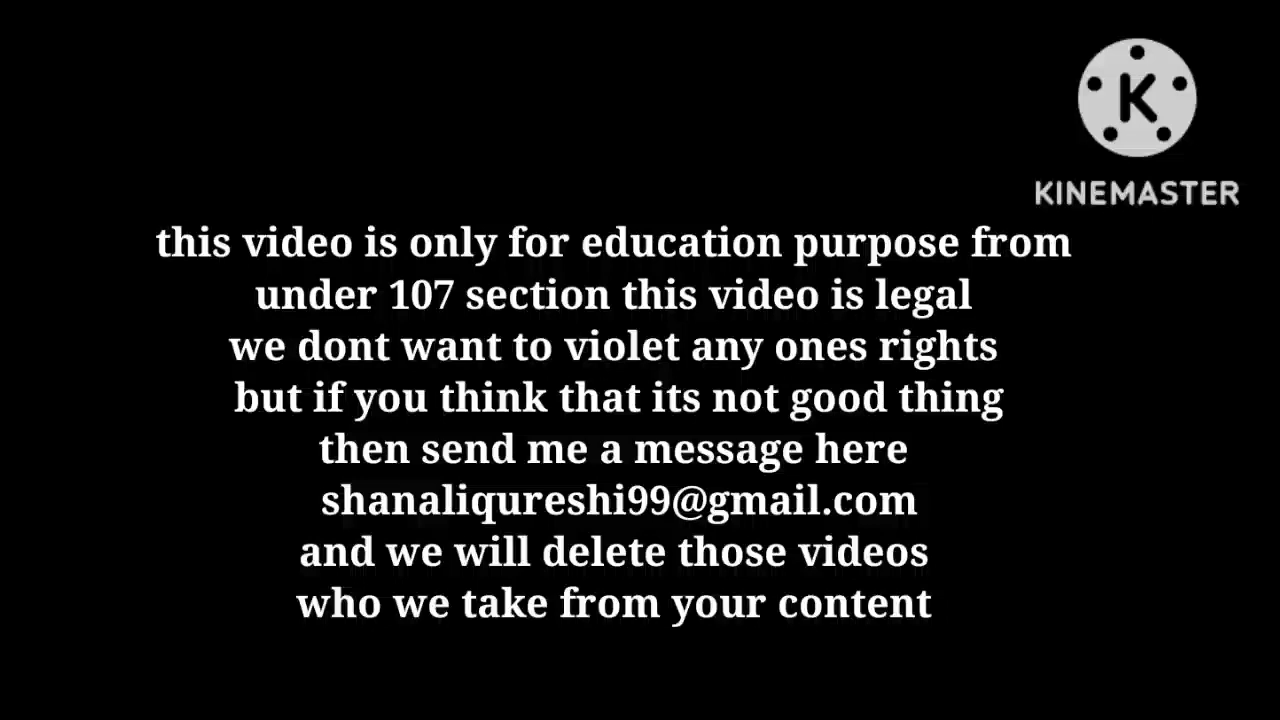 K
KINEMASTER
this video is only for education purpose from
under 107 section this video is legal
we dont want to violet any ones rights
but if you think that its not good thing
then send me a message here
shanaliqureshi99@gmail.com
and we will delete those videos
who we take from your content